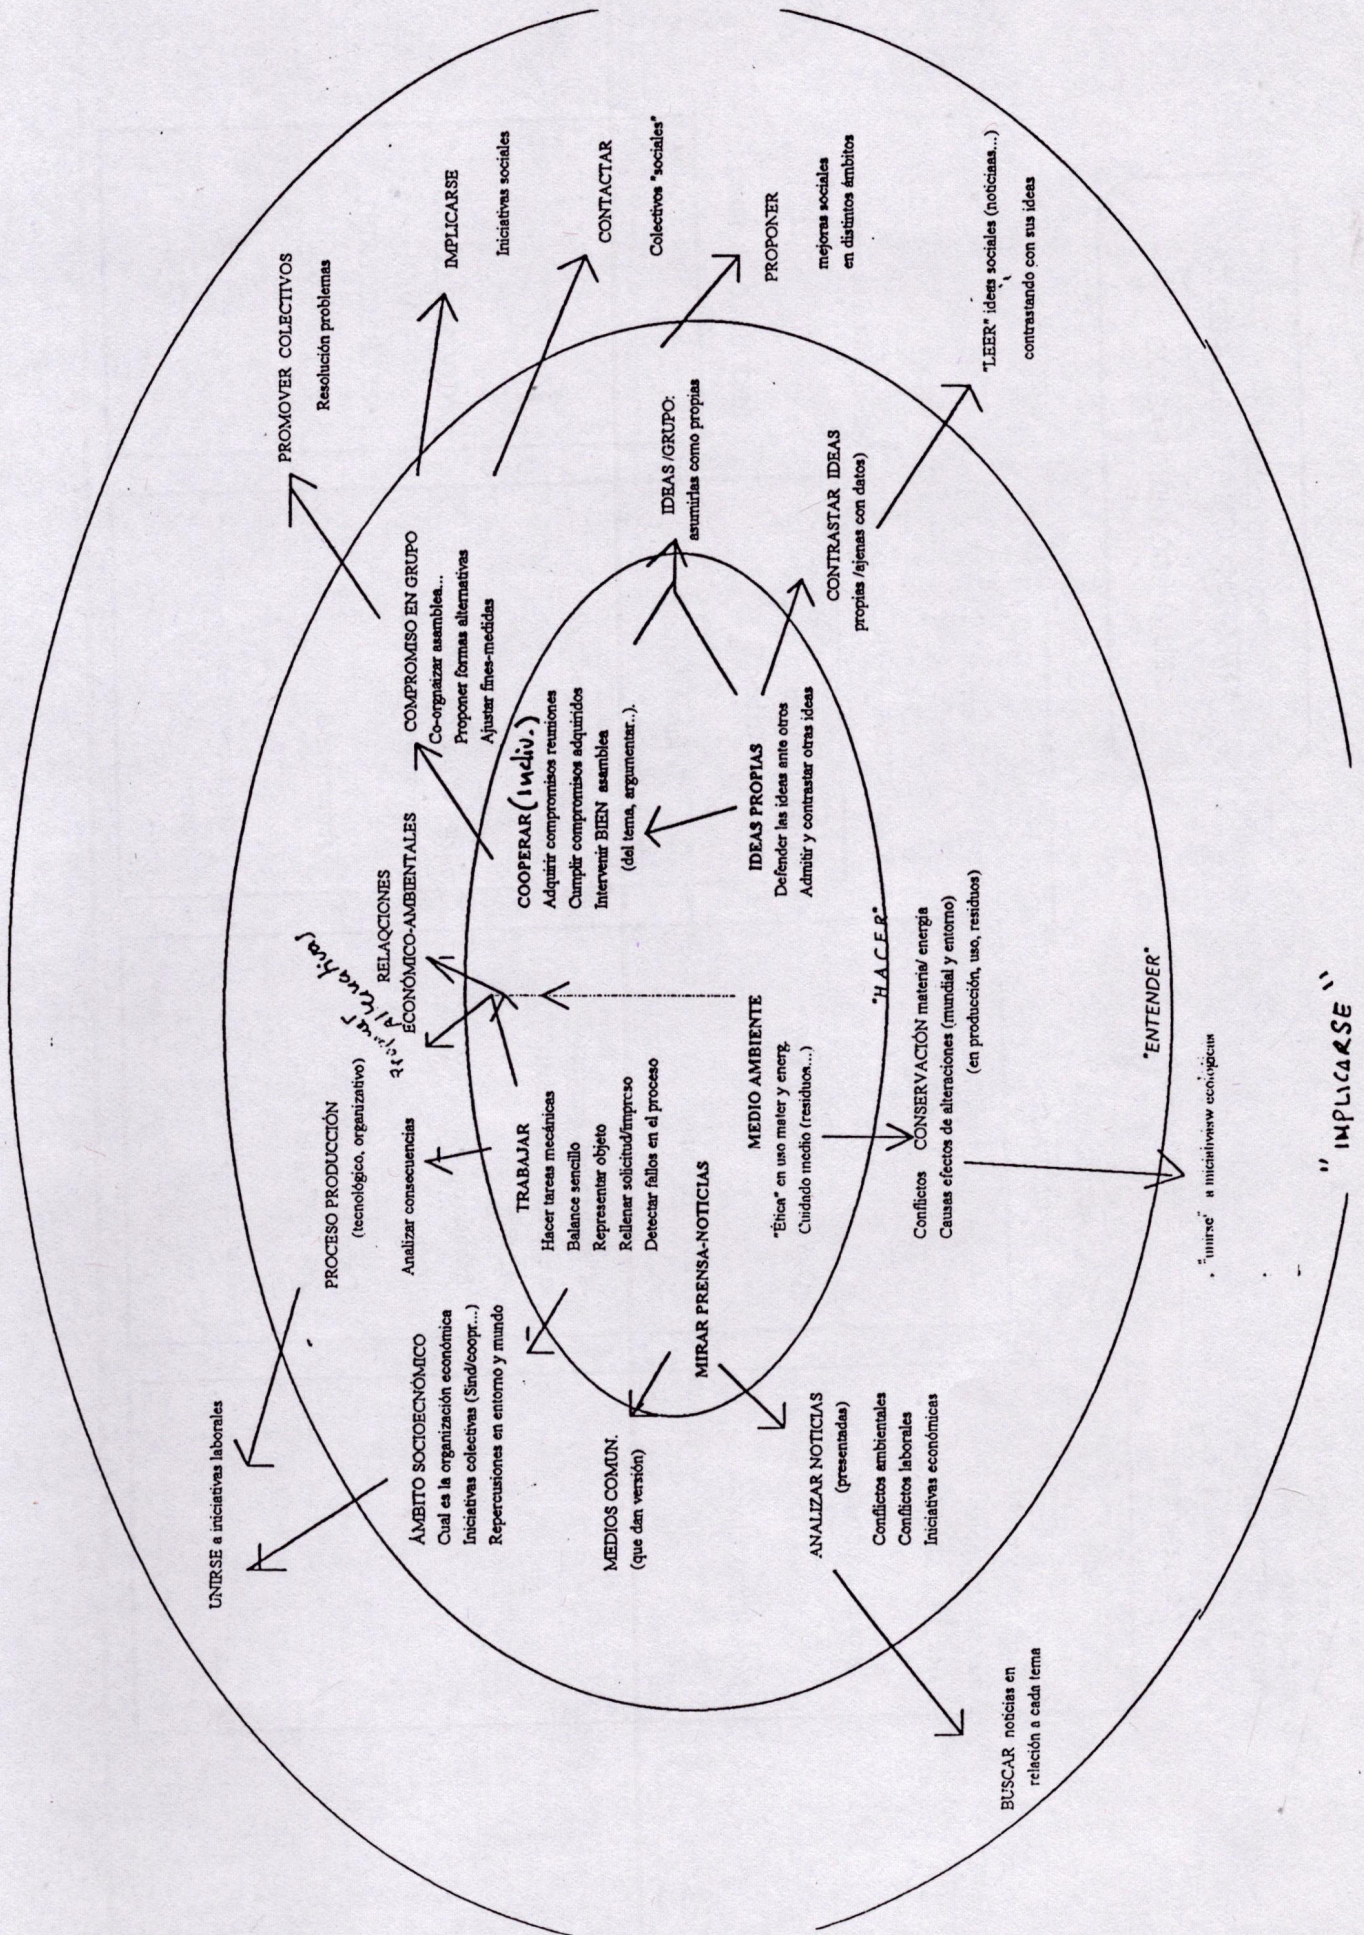 UNIRSE a iniciativas laborales
PROMOVER COLECTIVOS
Resolución problemas
PROCESO PRODUCCIÓN
(tecnológico, organizativo)
Analizar consecuencias
Alternativas
RELAQCIONES
ECONÓMICO-AMBIENTALES
COMPROMISO EN GRUPO
Co-orgnaizar asamblea...
Proponer formas alternativas
Ajustar fines-medidas
IMPLICARSE
Iniciativas sociales
ÁMBITO SOCIOECNÓMICO
Cual es la organización económica
Iniciativas colectivas (Sind/coopr...)
Repercusiones en entorno y mundo
TRABAJAR
Hacer tareas mecánicas
Balance sencillo
Representar objeto
Rellenar solicitud/impreso
Detectar fallos en el proceso
COOPERAR (indiv.)
Adquirir compromisos reuniones
Cumplir compromisos adquiridos
Intervenir BIEN asamblea
(del tema, argumentar..).
CONTACTAR
Colectivos "sociales"
MEDIOS COMUN.
(que dan versión)
MIRAR PRENSA-NOTICIAS
IDEAS /GRUPO:
asumirlas como propias
MEDIO AMBIENTE
"Ética" en uso mater y energ.
Cuidado medio (residuos...)
IDEAS PROPIAS
Defender las ideas ante otros
Admitir y contrastar otras ideas
PROPONER
mejoras sociales
en distintos ámbitos
ANALIZAR NOTICIAS
(presentadas)
Conflictos ambientales
Conflictos laborales
Iniciativas económicas
CONTRASTAR IDEAS
propias /ajenas con datos)
"HACER"
Conflictos CONSERVACIÓN materia/ energia
Causas efectos de alteraciones (mundial y entorno)
(en producción, uso, residuos)
"LEER" ideas sociales (noticias...)
contrastando con sus ideas
BUSCAR noticias en
relación a cada tema
"ENTENDER"
"unirse" a
"IMPLICARSE"